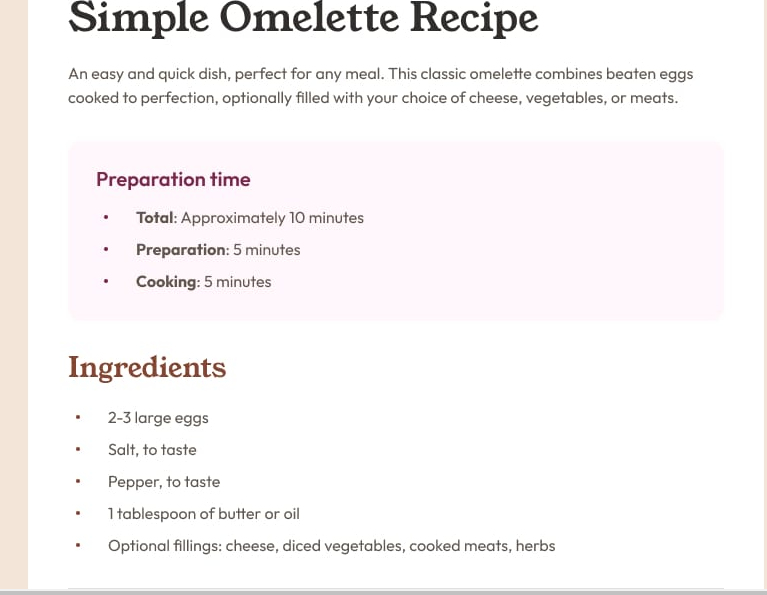 Simple Omelette Recipe
An easy and quick dish, perfect for any meal. This classic omelette combines beaten eggs
cooked to perfection, optionally filled with your choice of cheese, vegetables, or meats.
Preparation time
• Total: Approximately 10 minutes
• Preparation: 5 minutes
• Cooking: 5 minutes
Ingredients
• 2-3 large eggs
• Salt, to taste
• Pepper, to taste
• 1 tablespoon of butter or oil
• Optional fillings: cheese, diced vegetables, cooked meats, herbs